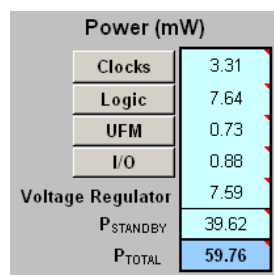 Power (mW)
Clocks 3.31
Logic 7.64
UFM 0.73
I/O 0.88
Voltage Regulator 7.59
PSTANDBY 39.62
PTOTAL 59.76